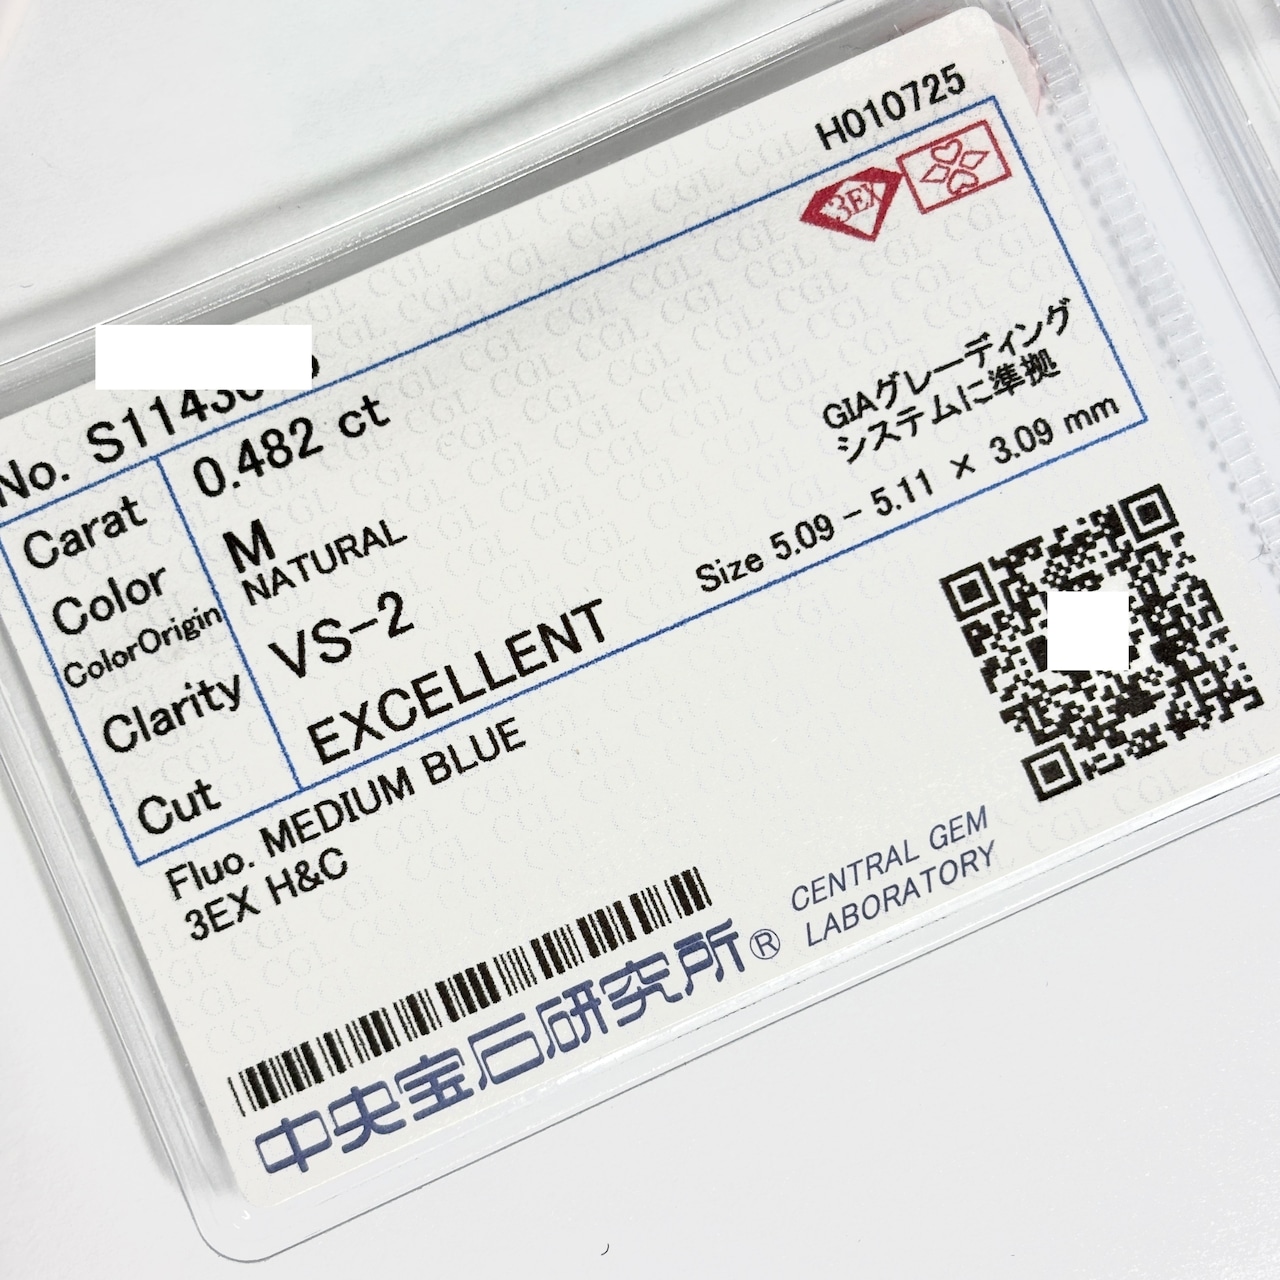 H010725
3EX
No. S1143
Carat 0.482 ct
Color M
ColorOrigin NATURAL
Clarity VS-2
Cut EXCELLENT
GIAグレーディング
システムに準拠
Size 5.09 - 5.11 × 3.09 mm
Fluo. MEDIUM BLUE
3EX H&C
CENTRAL GEM
LABORATORY
中央宝石研究所®